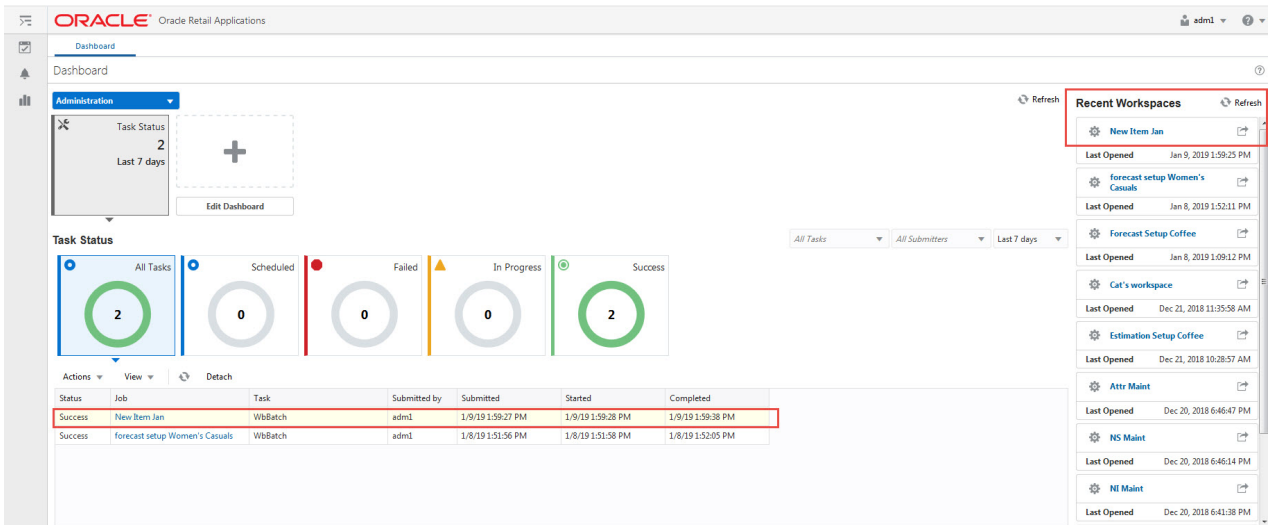 ORACLE® Oracle Retail Applications
adm1
Dashboard
Dashboard
Administration
Refresh
Task Status
2
Last 7 days
Edit Dashboard
Task Status
All Tasks All Submitters Last 7 days
All Tasks
2
Scheduled
0
Failed
0
In Progress
0
Success
2
Actions View Detach
Status Job Task Submitted by Submitted Started Completed
Success New Item Jan WbBatch adm1 1/9/19 1:59:27 PM 1/9/19 1:59:28 PM 1/9/19 1:59:38 PM
Success forecast setup Women's Casuals WbBatch adm1 1/8/19 1:51:56 PM 1/8/19 1:51:58 PM 1/8/19 1:52:05 PM
Recent Workspaces Refresh
New Item Jan
Last Opened Jan 9, 2019 1:59:25 PM
forecast setup Women's
Casuals
Last Opened Jan 8, 2019 1:52:11 PM
Forecast Setup Coffee
Last Opened Jan 8, 2019 1:09:12 PM
Cat's workspace
Last Opened Dec 21, 2018 11:35:58 AM
Estimation Setup Coffee
Last Opened Dec 21, 2018 10:28:57 AM
Attr Maint
Last Opened Dec 20, 2018 6:46:47 PM
NS Maint
Last Opened Dec 20, 2018 6:46:14 PM
NI Maint
Last Opened Dec 20, 2018 6:41:38 PM